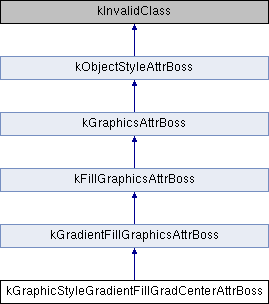 kInvalidClass
kObjectStyleAttrBoss
kGraphicsAttrBoss
kFillGraphicsAttrBoss
kGradientFillGraphicsAttrBoss
kGraphicStyleGradientFillGradCenterAttrBoss